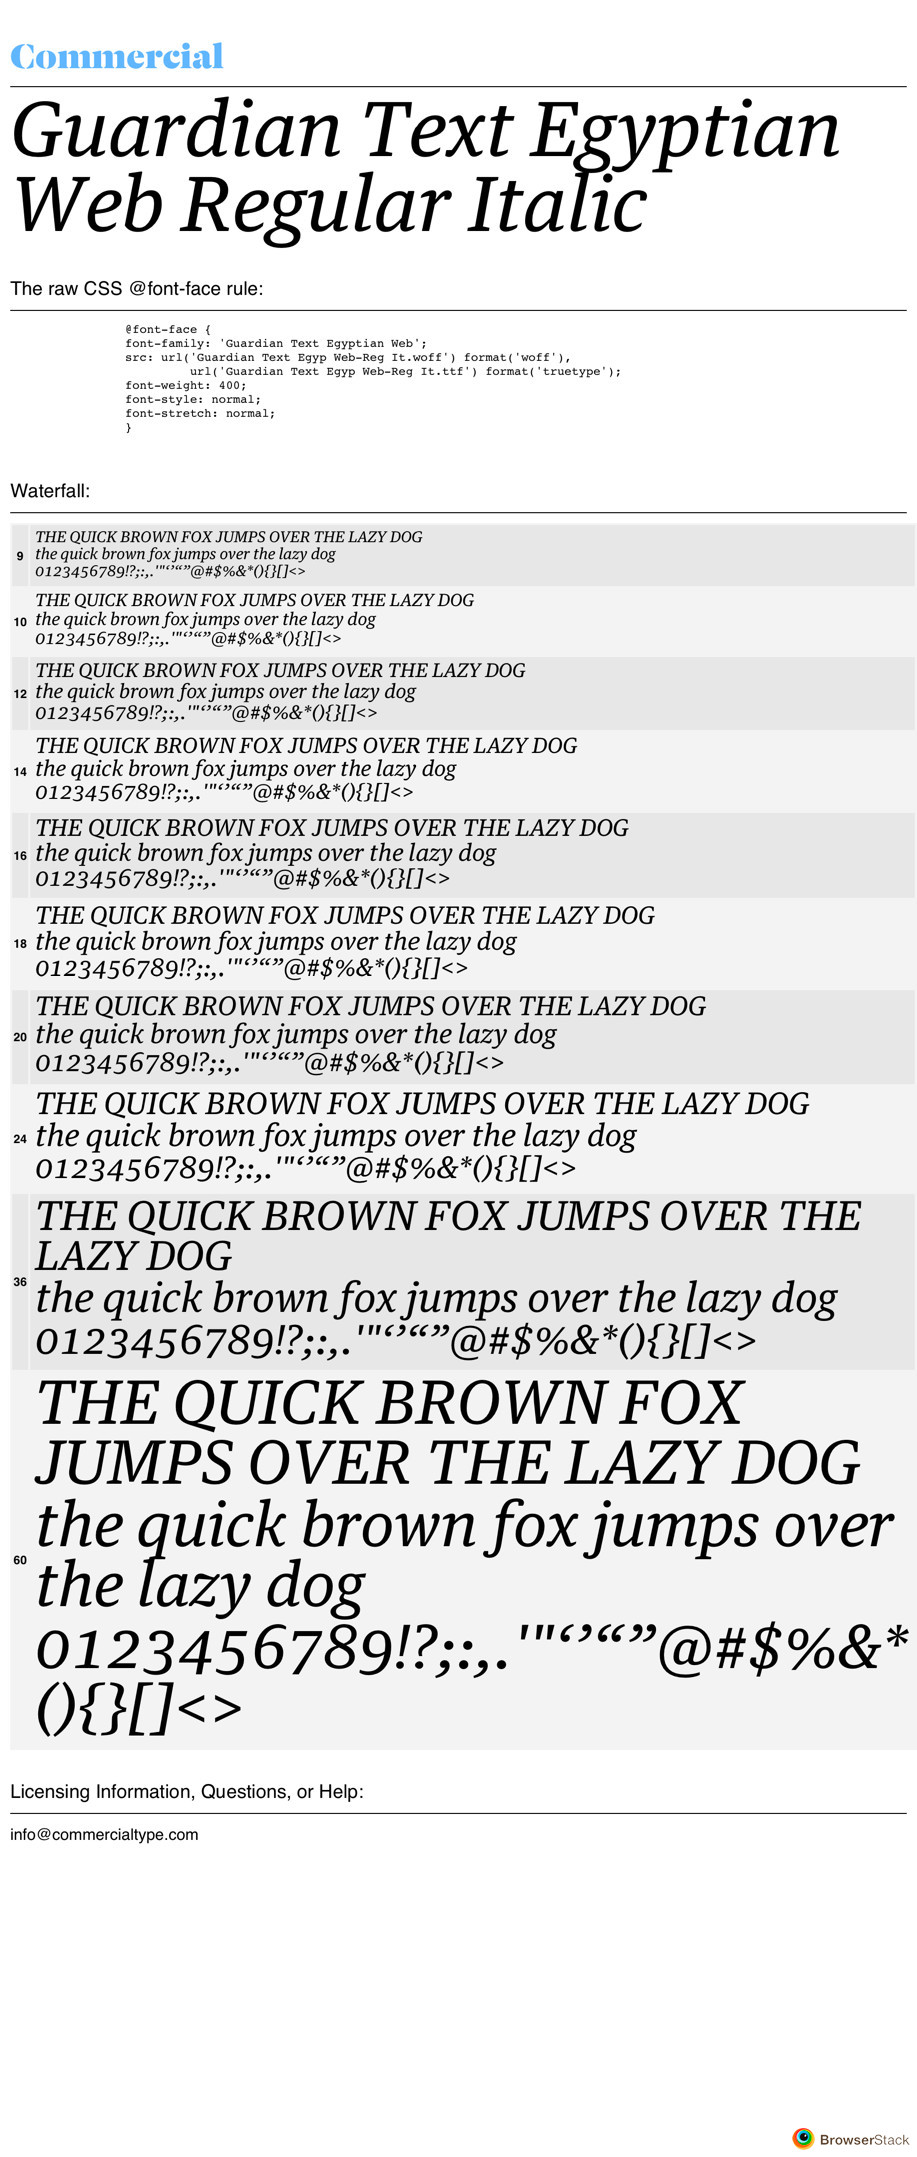 Commercial
Guardian Text Egyptian
Web Regular Italic
The raw CSS @font-face rule:
@font-face {
font-family: 'Guardian Text Egyptian Web';
src: url('Guardian Text Egyp Web-Reg It.woff') format('woff'),
url('Guardian Text Egyp Web-Reg It.ttf') format('truetype');
font-weight: 400;
font-style: normal;
font-stretch: normal;
}
Waterfall:
THE QUICK BROWN FOX JUMPS OVER THE LAZY DOG
9 the quick brown fox jumps over the lazy dog
0123456789!?;:,.'"‘’“”@#$%&*(){}[]<>
THE QUICK BROWN FOX JUMPS OVER THE LAZY DOG
10 the quick brown fox jumps over the lazy dog
0123456789!?;:,.'"‘’“”@#$%&*(){}[]<>
THE QUICK BROWN FOX JUMPS OVER THE LAZY DOG
12 the quick brown fox jumps over the lazy dog
0123456789!?;:,.'"‘’“”@#$%&*(){}[]<>
THE QUICK BROWN FOX JUMPS OVER THE LAZY DOG
14 the quick brown fox jumps over the lazy dog
0123456789!?;:,.'"‘’“”@#$%&*(){}[]<>
THE QUICK BROWN FOX JUMPS OVER THE LAZY DOG
16 the quick brown fox jumps over the lazy dog
0123456789!?;:,.'"‘’“”@#$%&*(){}[]<>
THE QUICK BROWN FOX JUMPS OVER THE LAZY DOG
18 the quick brown fox jumps over the lazy dog
0123456789!?;:,.'"‘’“”@#$%&*(){}[]<>
THE QUICK BROWN FOX JUMPS OVER THE LAZY DOG
20 the quick brown fox jumps over the lazy dog
0123456789!?;:,.'"‘’“”@#$%&*(){}[]<>
THE QUICK BROWN FOX JUMPS OVER THE LAZY DOG
24 the quick brown fox jumps over the lazy dog
0123456789!?;:,.'"‘’“”@#$%&*(){}[]<>
THE QUICK BROWN FOX JUMPS OVER THE
LAZY DOG
36 the quick brown fox jumps over the lazy dog
0123456789!?;:,.'"‘’“”@#$%&*(){}[]<>
THE QUICK BROWN FOX
JUMPS OVER THE LAZY DOG
the quick brown fox jumps over
60 the lazy dog
0123456789!?;:,.'"‘’“”@#$%&*
(){}[]<>
Licensing Information, Questions, or Help:
info@commercialtype.com
BrowserStack